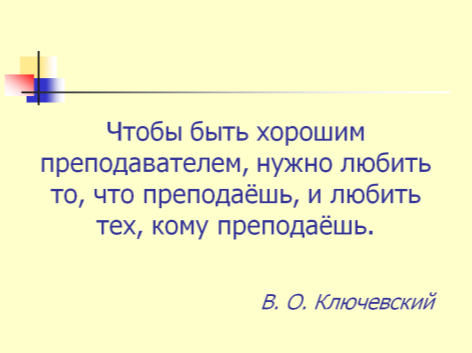 Чтобы быть хорошим
преподавателем, нужно любить
то, что преподаёшь, и любить
тех, кому преподаёшь.
В. О. Ключевский